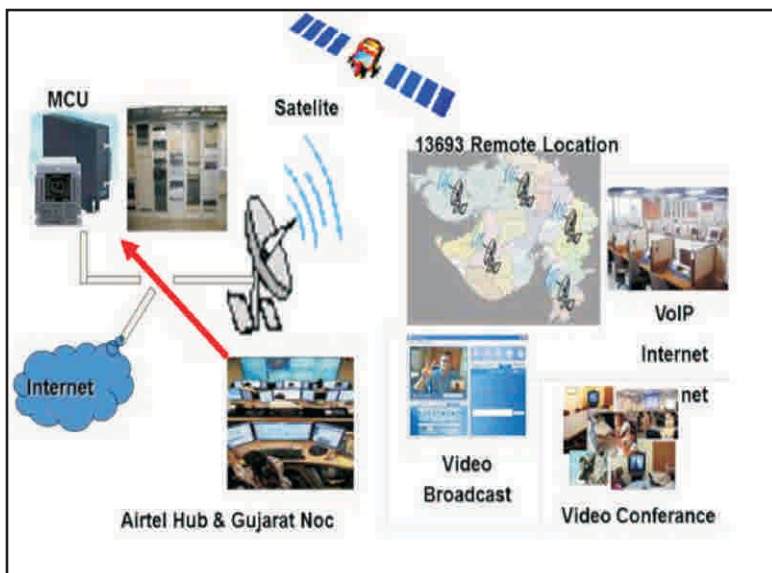 MCU
Satelite
13693 Remote Location
VoIP
Internet
net
Internet
Video
Broadcast
Airtel Hub & Gujarat Noc
Video Conferance